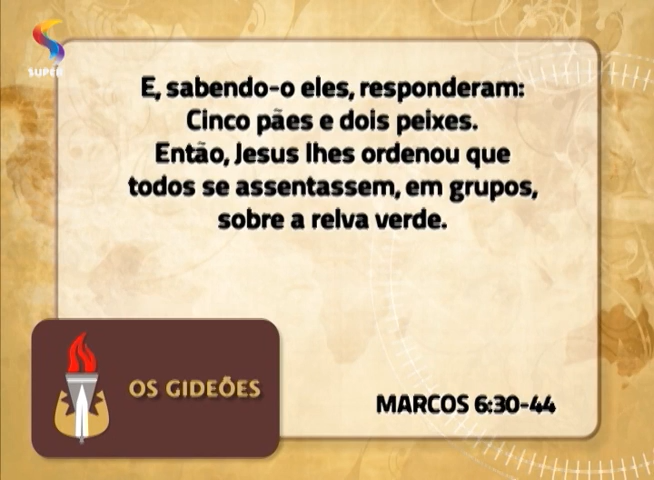 SUPER
E, sabendo-o eles, responderam:
Cinco pães e dois peixes.
Então, Jesus lhes ordenou que
todos se assentassem, em grupos,
sobre a relva verde.
OS GIDEÕES
MARCOS 6:30-44